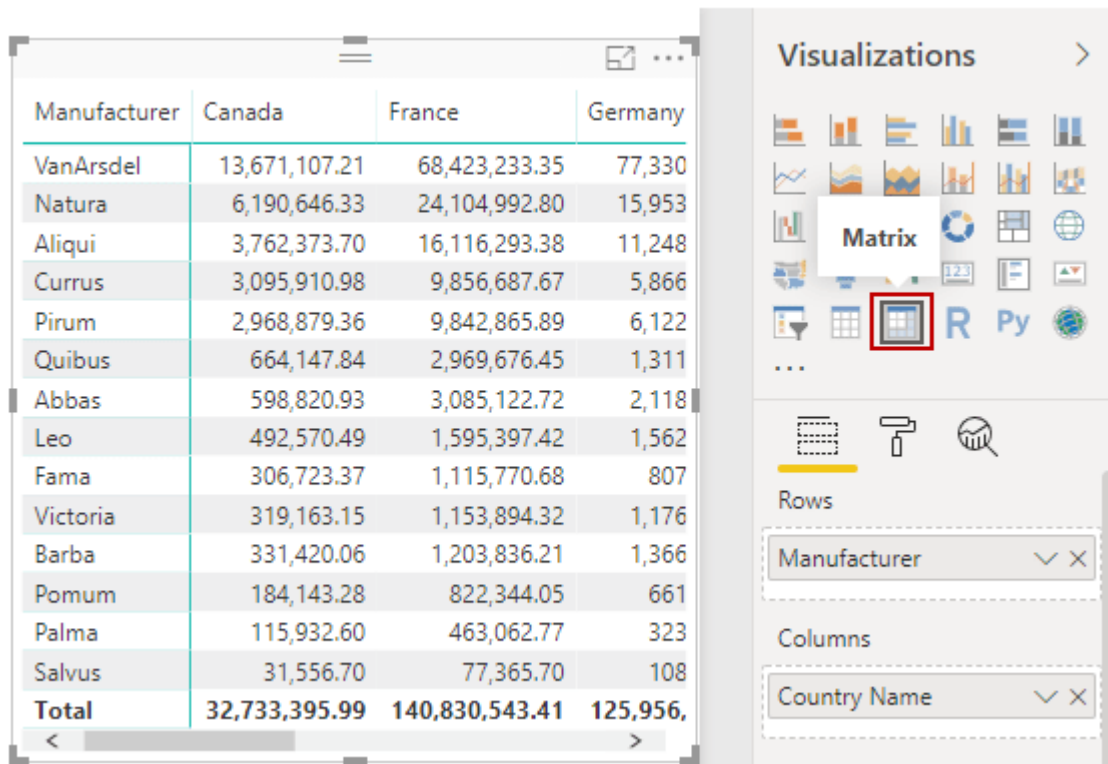 Visualizations
Manufacturer Canada France Germany
VanArsdel 13,671,107.21 68,423,233.35 77,330
Natura 6,190,646.33 24,104,992.80 15,953
Aliqui 3,762,373.70 16,116,293.38 11,248
Currus 3,095,910.98 9,856,687.67 5,866
Pirum 2,968,879.36 9,842,865.89 6,122
Quibus 664,147.84 2,969,676.45 1,311
Abbas 598,820.93 3,085,122.72 2,118
Leo 492,570.49 1,595,397.42 1,562
Fama 306,723.37 1,115,770.68 807
Victoria 319,163.15 1,153,894.32 1,176
Barba 331,420.06 1,203,836.21 1,366
Pomum 184,143.28 822,344.05 661
Palma 115,932.60 463,062.77 323
Salvus 31,556.70 77,365.70 108
Total 32,733,395.99 140,830,543.41 125,956,
Matrix
123
R Py
Rows
Manufacturer
Columns
Country Name